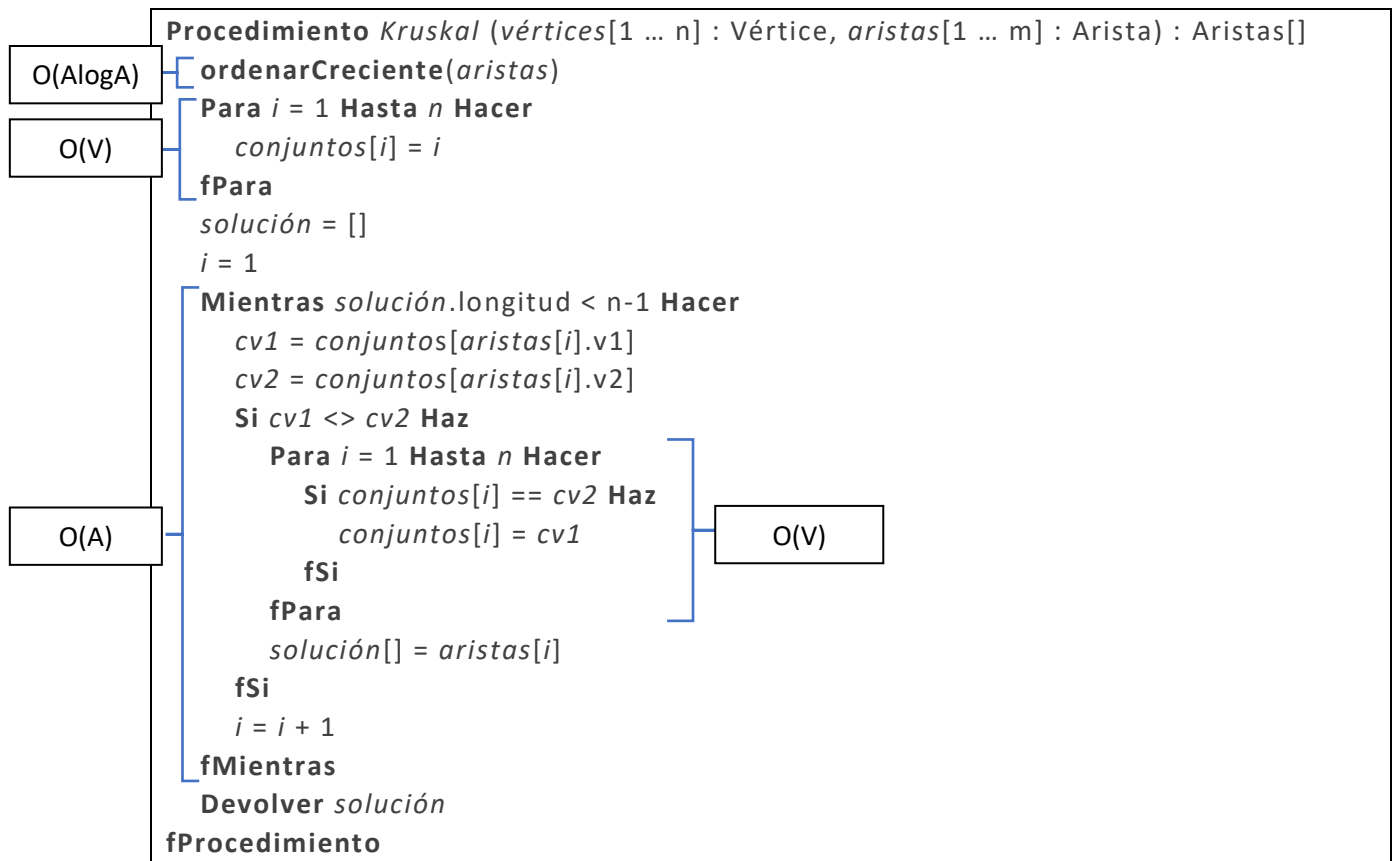 Procedimiento Kruskal (vértices[1 … n] : Vértice, aristas[1 … m] : Arista) : Aristas[]
O(AlogA)
ordenarCreciente(aristas)
Para i = 1 Hasta n Hacer
O(V)
conjuntos[i] = i
fPara
solución = []
i = 1
Mientras solución.longitud < n-1 Hacer
cv1 = conjuntos[aristas[i].v1]
cv2 = conjuntos[aristas[i].v2]
Si cv1 <> cv2 Haz
Para i = 1 Hasta n Hacer
Si conjuntos[i] == cv2 Haz
O(A)
conjuntos[i] = cv1
O(V)
fSi
fPara
solución[] = aristas[i]
fSi
i = i + 1
fMientras
Devolver solución
fProcedimiento